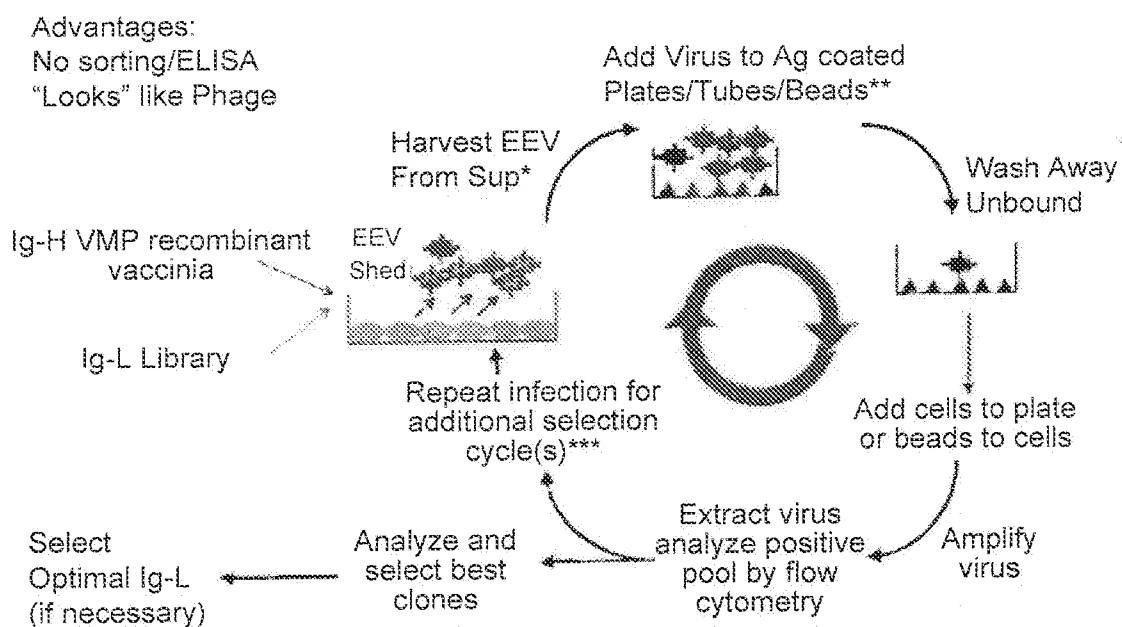 Advantages:
No sorting/ELISA
"Looks" like Phage
Add Virus to Ag coated
Plates/Tubes/Beads**
Harvest EEV
From Sup*
Wash Away
Unbound
Ig-H VMP recombinant
vaccinia
EEV
Shed
Ig-L Library
Repeat infection for
additional selection
cycle(s)***
Add cells to plate
or beads to cells
Amplify
virus
Extract virus
analyze positive
pool by flow
cytometry
Analyze and
select best
clones
Select
Optimal Ig-L
(if necessary)